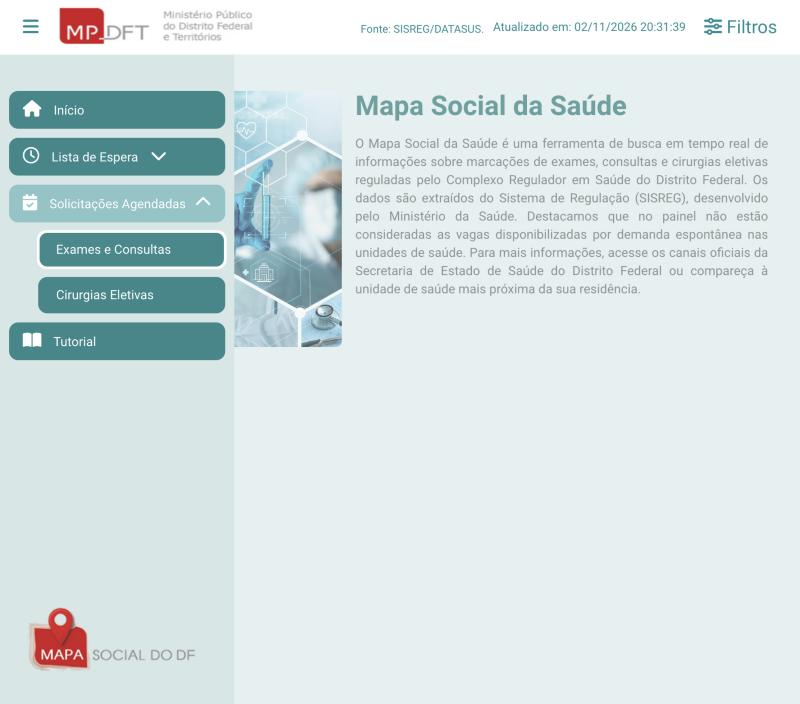 MP_DFT
Ministério Público
do Distrito Federal
e Territórios
Fonte: SISREG/DATASUS.
Atualizado em: 02/11/2026 20:31:39
Filtros
Início
Lista de Espera
Solicitações Agendadas
Exames e Consultas
Cirurgias Eletivas
Tutorial
Mapa Social da Saúde
O Mapa Social da Saúde é uma ferramenta de busca em tempo real de
informações sobre marcações de exames, consultas e cirurgias eletivas
reguladas pelo Complexo Regulador em Saúde do Distrito Federal. Os
dados são extraídos do Sistema de Regulação (SISREG), desenvolvido
pelo Ministério da Saúde. Destacamos que no painel não estão
consideradas as vagas disponibilizadas por demanda espontânea nas
unidades de saúde. Para mais informações, acesse os canais oficiais da
Secretaria de Estado de Saúde do Distrito Federal ou compareça à
unidade de saúde mais próxima da sua residência.
MAPA SOCIAL DO DF